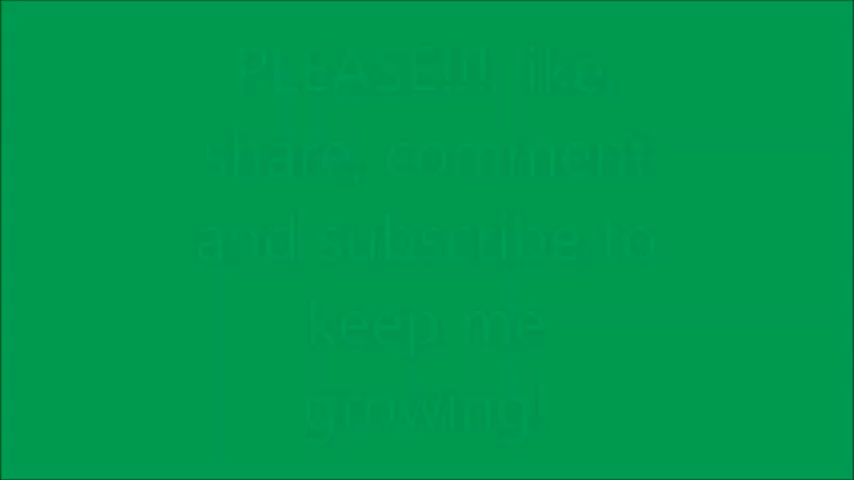 PLEASE!!! like,
share, comment
and subscribe to
keep me
growing!